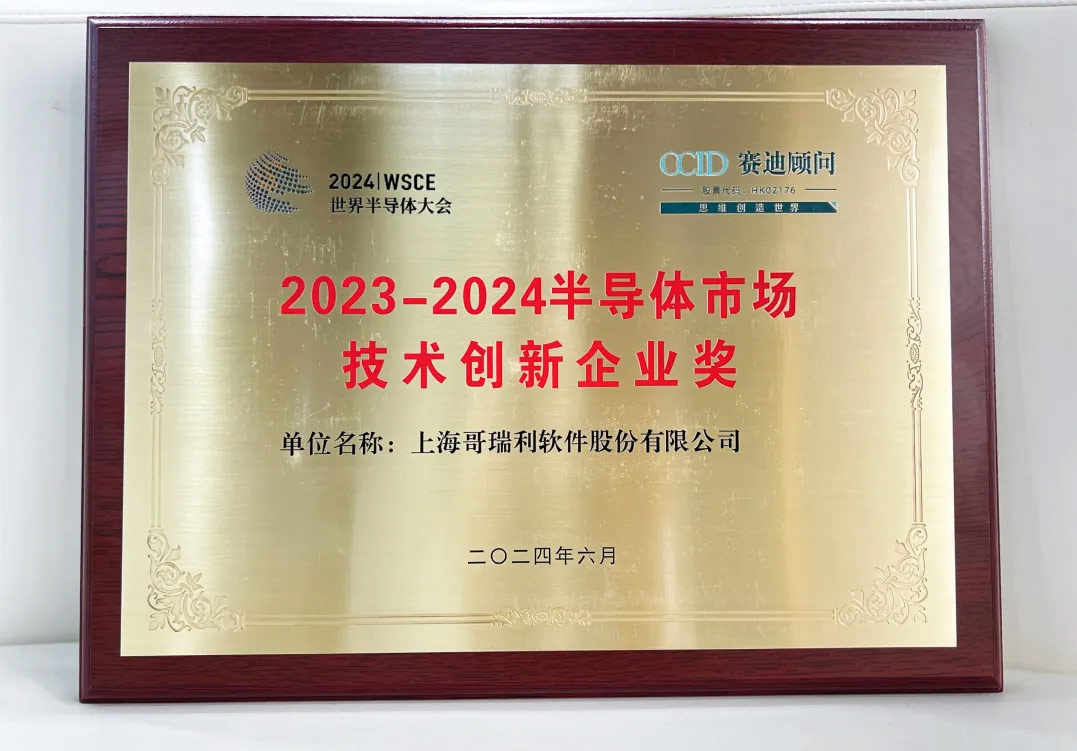 2024|WSCE
世界半导体大会
CCID 赛迪顾问
股票代码：HK02176
思维创造世界
2023-2024半导体市场
技术创新企业奖
单位名称：上海哥瑞利软件股份有限公司
二〇二四年六月